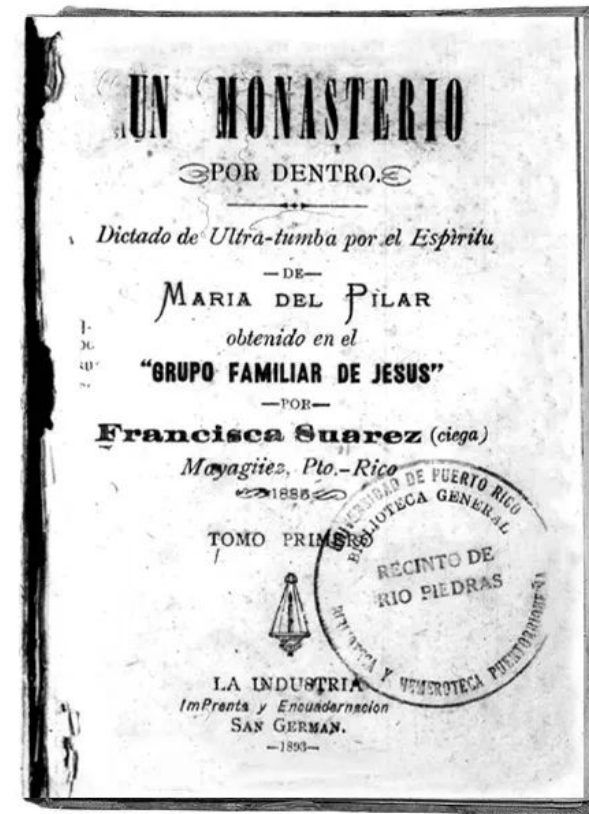 UN MONASTERIO
POR DENTRO.
Dictado de Ultra-tumba por el Espìritu
—DE—
MARIA DEL PÌLAR
obtenido en el
"GRUPO FAMILIAR DE JESUS"
—POR—
Francisca Suarez (ciega)
Mayagüez, Pto.-Rico
TOMO PRIMERO
LA INDUSTRIA
ImPrenta y Encuadernacion
SAN GERMAN.
—1893—
UNIVERSIDAD DE PUERTO RICO
BIBLIOTECA GENERAL
RECINTO DE
RIO PIEDRAS
BIBLIOTECA Y HEMEROTECA PUERTORRIQUEÑA